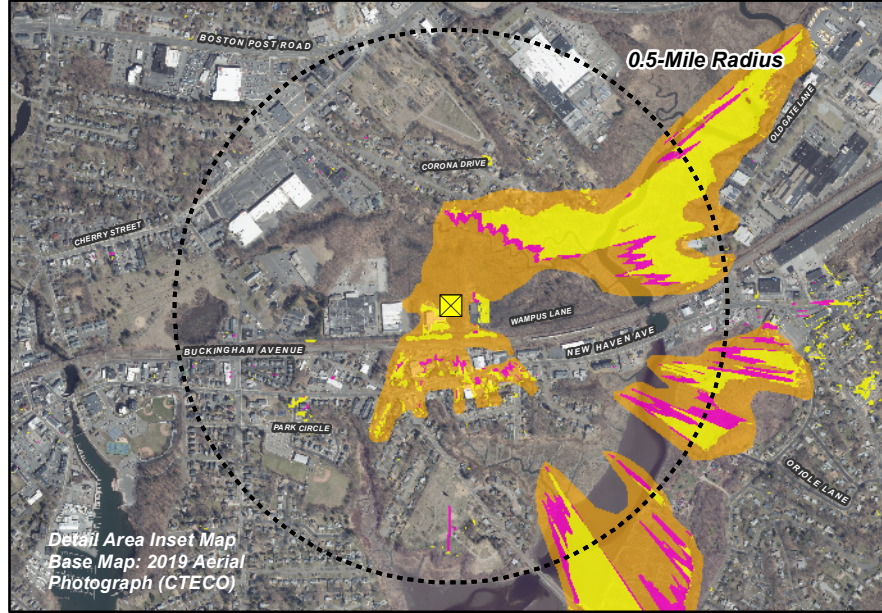 BOSTON POST ROAD
0.5-Mile Radius
OLD GATE LANE
CORONA DRIVE
CHERRY STREET
WAMPUS LANE
NEW HAVEN AVE
BUCKINGHAM AVENUE
PARK CIRCLE
ORIOLE LANE
Detail Area Inset Map
Base Map: 2019 Aerial
Photograph (CTECO)